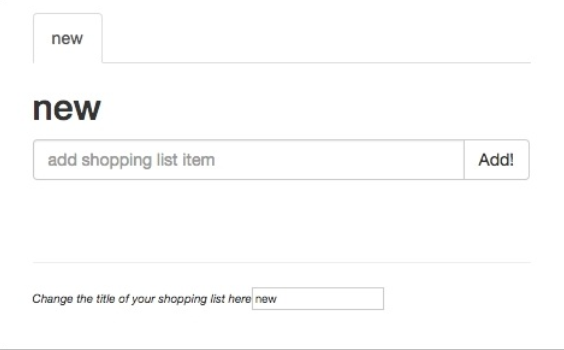 new
new
add shopping list item Add!
Change the title of your shopping list here new